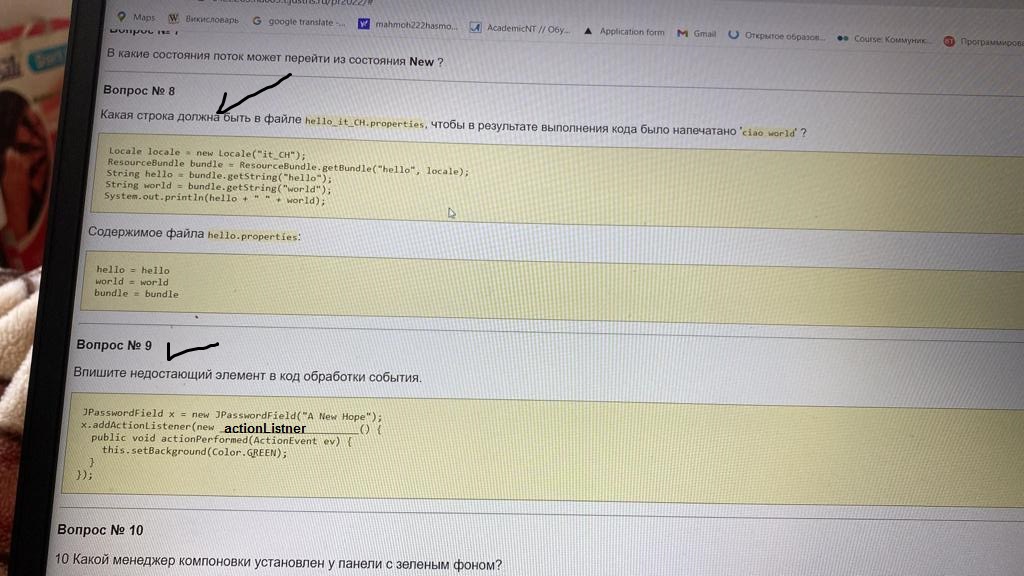 Maps
Викисловарь
google translate -...
mahmoh222hasmo...
AcademicNT // Обу...
Application form
Gmail
Открытое образов...
Course: Коммуник...
В какие состояния поток может перейти из состояния New ?
Вопрос № 8
Какая строка должна быть в файле hello_it_CH.properties, чтобы в результате выполнения кода было напечатано 'ciao world' ?
Locale locale = new Locale("it_CH");
ResourceBundle bundle = ResourceBundle.getBundle("hello", locale);
String hello = bundle.getString("hello");
String world = bundle.getString("world");
System.out.println(hello + " " + world);
Содержимое файла hello.properties:
hello = hello
world = world
bundle = bundle
Вопрос № 9
Впишите недостающий элемент в код обработки события.
JPasswordField x = new JPasswordField("A New Hope");
x.addActionListener(new actionListner() {
public void actionPerformed(ActionEvent ev) {
this.setBackground(Color.GREEN);
}
});
Вопрос № 10
10 Какой менеджер компоновки установлен у панели с зеленым фоном?